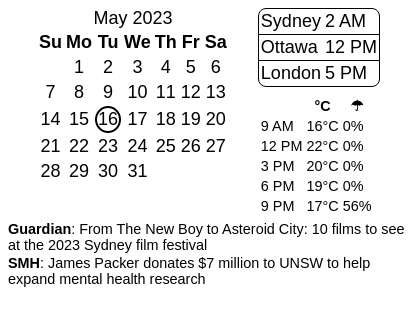 May 2023
Su Mo Tu We Th Fr Sa
1 2 3 4 5 6
7 8 9 10 11 12 13
14 15 16 17 18 19 20
21 22 23 24 25 26 27
28 29 30 31
Sydney 2 AM
Ottawa 12 PM
London 5 PM
°C ☂
9 AM 16°C 0%
12 PM 22°C 0%
3 PM 20°C 0%
6 PM 19°C 0%
9 PM 17°C 56%
Guardian: From The New Boy to Asteroid City: 10 films to see
at the 2023 Sydney film festival
SMH: James Packer donates $7 million to UNSW to help
expand mental health research